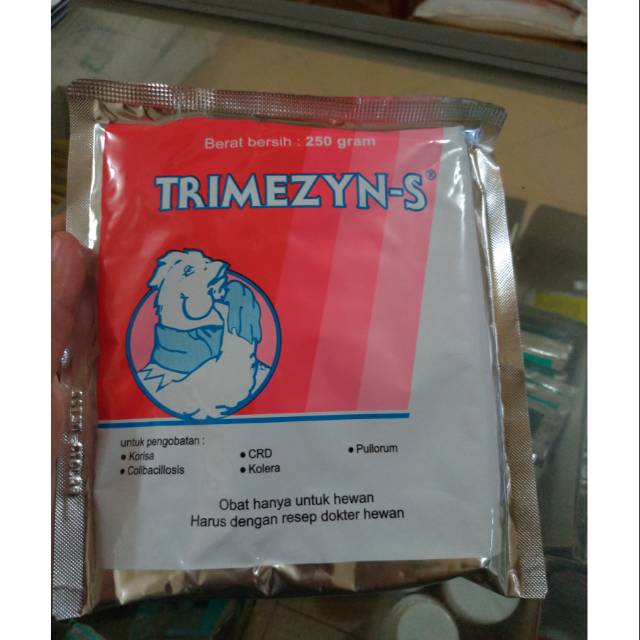 Berat bersih : 250 gram
TRIMEZYN-S®
untuk pengobatan :
• Korisa
• CRD
• Pullorum
• Colibacillosis
• Kolera
Obat hanya untuk hewan
Harus dengan resep dokter hewan